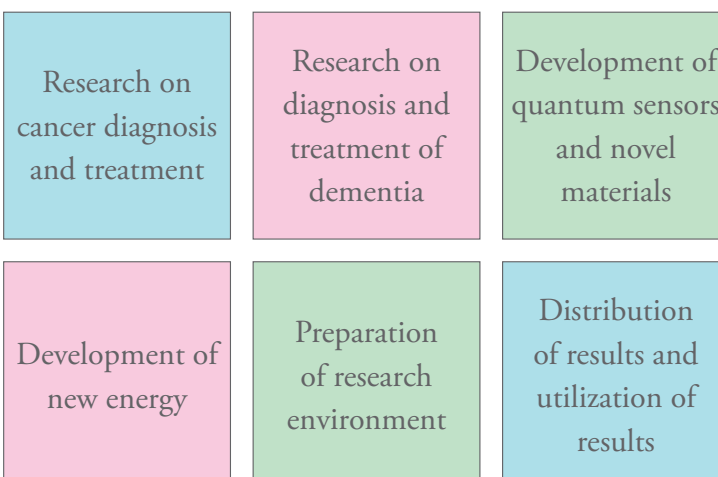 Research on
cancer diagnosis
and treatment
Research on
diagnosis and
treatment of
dementia
Development of
quantum sensors
and novel
materials
Development of
new energy
Preparation
of research
environment
Distribution
of results and
utilization of
results